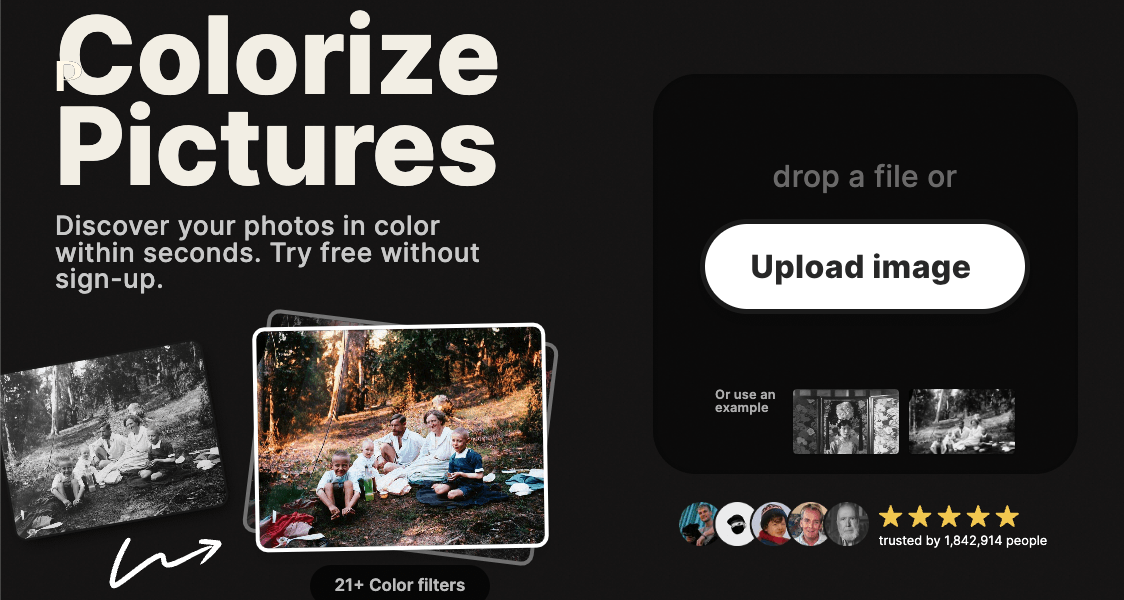 Colorize
Pictures
Discover your photos in color
within seconds. Try free without
sign-up.
21+ Color filters
drop a file or
Upload image
Or use an
example
trusted by 1,842,914 people